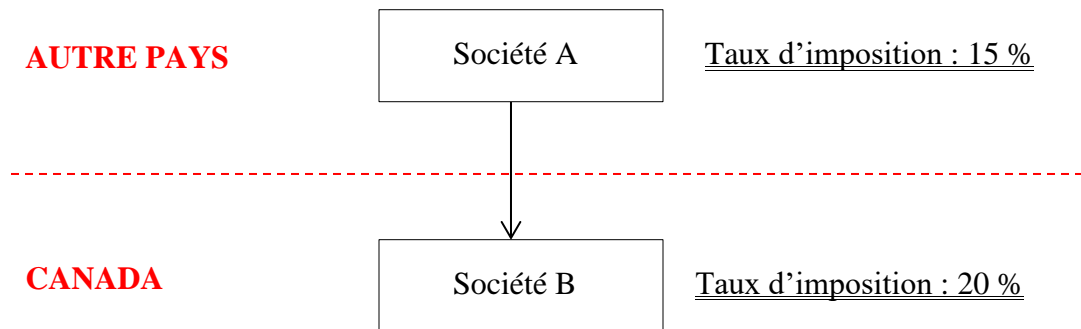 AUTRE PAYS
Société A
Taux d’imposition : 15 %
CANADA
Société B
Taux d’imposition : 20 %